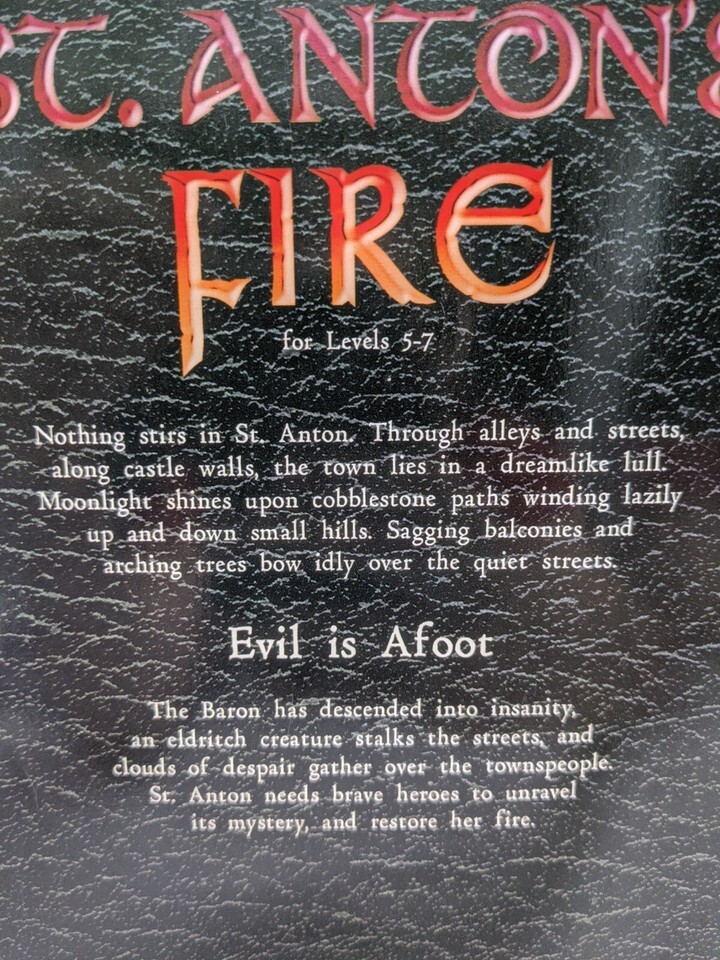 ST. ANTON'S
FIRE
for Levels 5-7
Nothing stirs in St. Anton. Through alleys and streets,
along castle walls, the town lies in a dreamlike lull.
Moonlight shines upon cobblestone paths winding lazily
up and down small hills. Sagging balconies and
arching trees bow idly over the quiet streets.
Evil is Afoot
The Baron has descended into insanity,
an eldritch creature stalks the streets, and
clouds of despair gather over the townspeople.
St. Anton needs brave heroes to unravel
its mystery, and restore her fire.